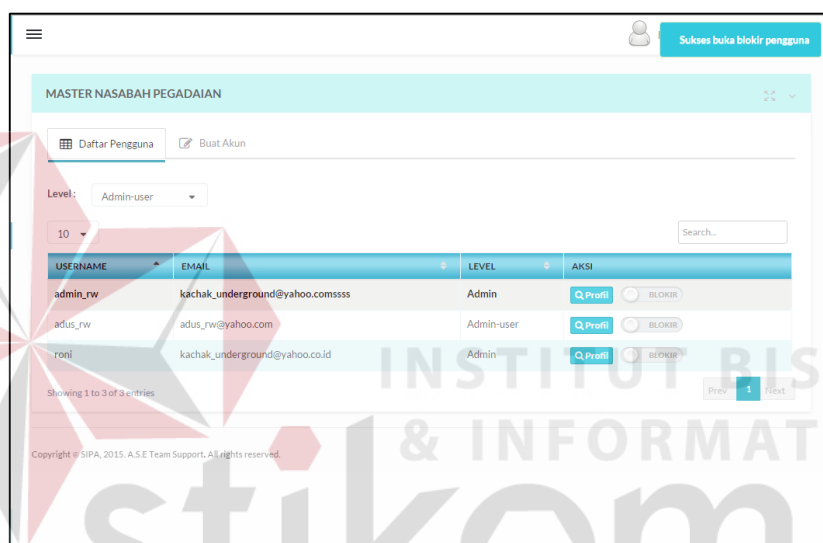 Sukses buka blokir pengguna
MASTER NASABAH PEGADAIAN
Daftar Pengguna
Buat Akun
Level :
Admin-user
10
Search...
USERNAME EMAIL LEVEL AKSI
admin_rw kachak_underground@yahoo.comssss Admin Profil BLOKIR
adus_rw adus_rw@yahoo.com Admin-user Profil BLOKIR
roni kachak_underground@yahoo.co.id Admin Profil BLOKIR
Showing 1 to 3 of 3 entries
Prev 1 Next
Copyright © SIPA, 2015. A.S.E Team Support. All rights reserved.
INSTITUT BIS
& INFORMAT
stikom